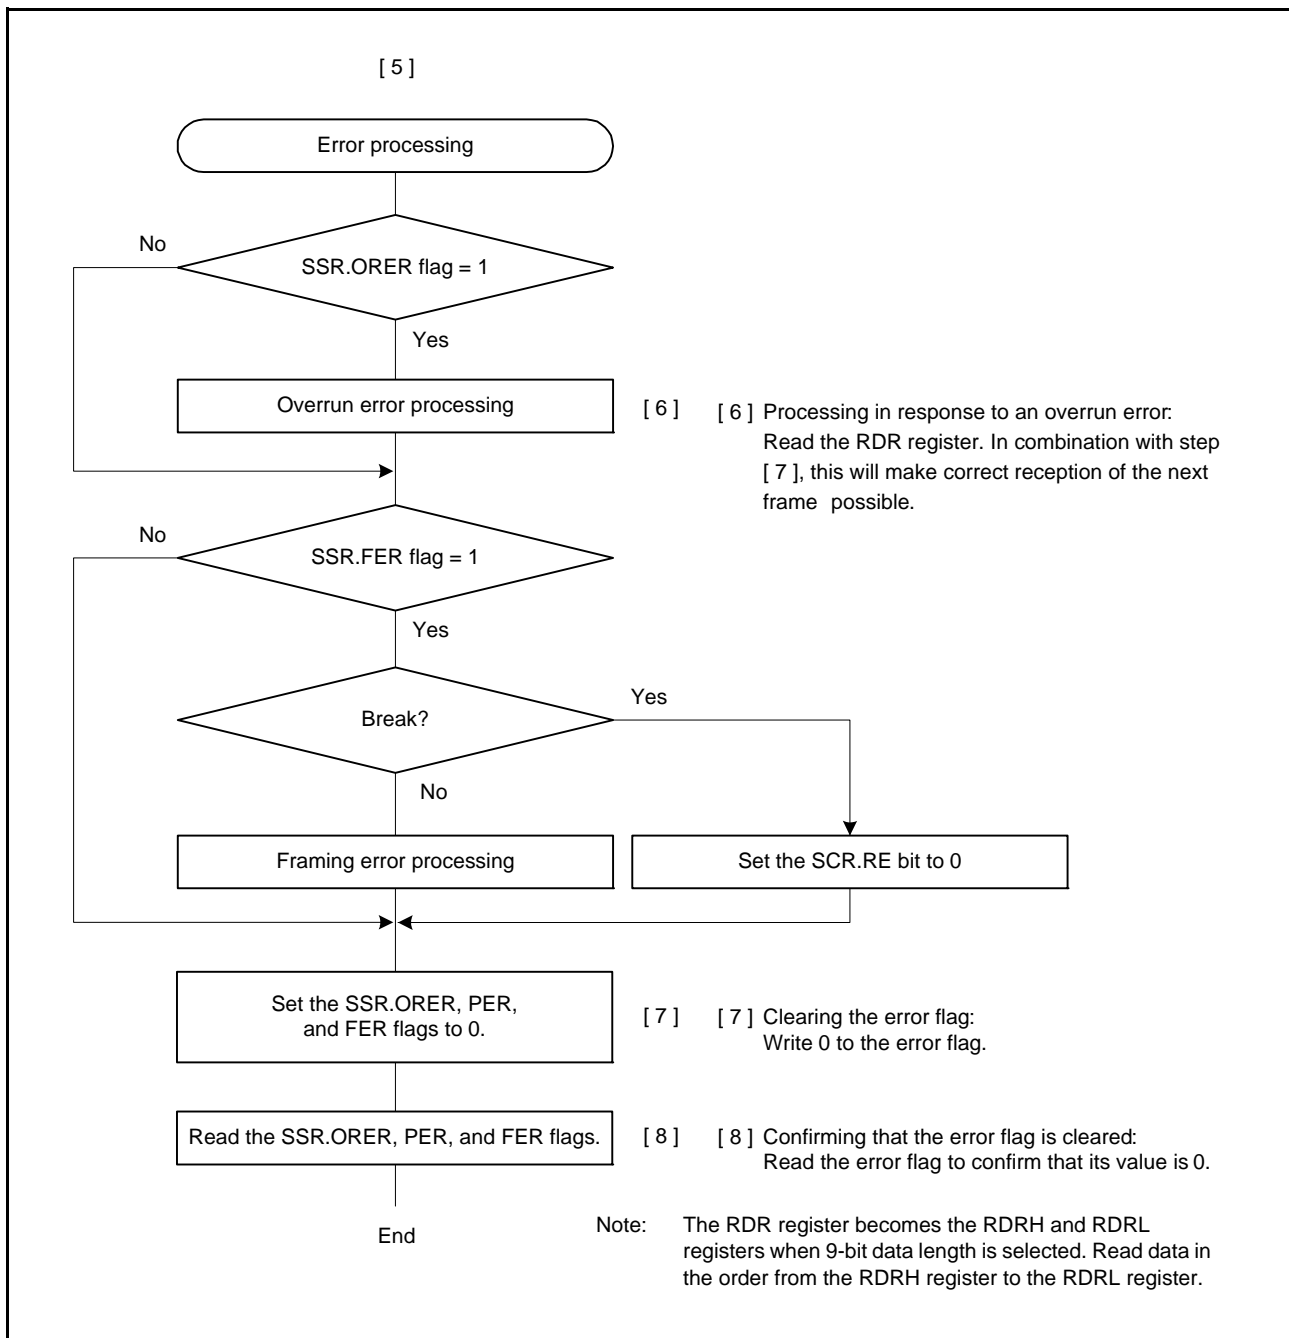 [ 5 ]
Error processing
No
SSR.ORER flag = 1
Yes
Overrun error processing
[ 6 ]
[ 6 ] Processing in response to an overrun error:
Read the RDR register. In combination with step
[ 7 ], this will make correct reception of the next
frame possible.
No
SSR.FER flag = 1
Yes
Break?
Yes
No
Framing error processing
Set the SCR.RE bit to 0
Set the SSR.ORER, PER,
and FER flags to 0.
[ 7 ]
[ 7 ] Clearing the error flag:
Write 0 to the error flag.
Read the SSR.ORER, PER, and FER flags.
[ 8 ]
[ 8 ] Confirming that the error flag is cleared:
Read the error flag to confirm that its value is 0.
End
Note: The RDR register becomes the RDRH and RDRL
registers when 9-bit data length is selected. Read data in
the order from the RDRH register to the RDRL register.